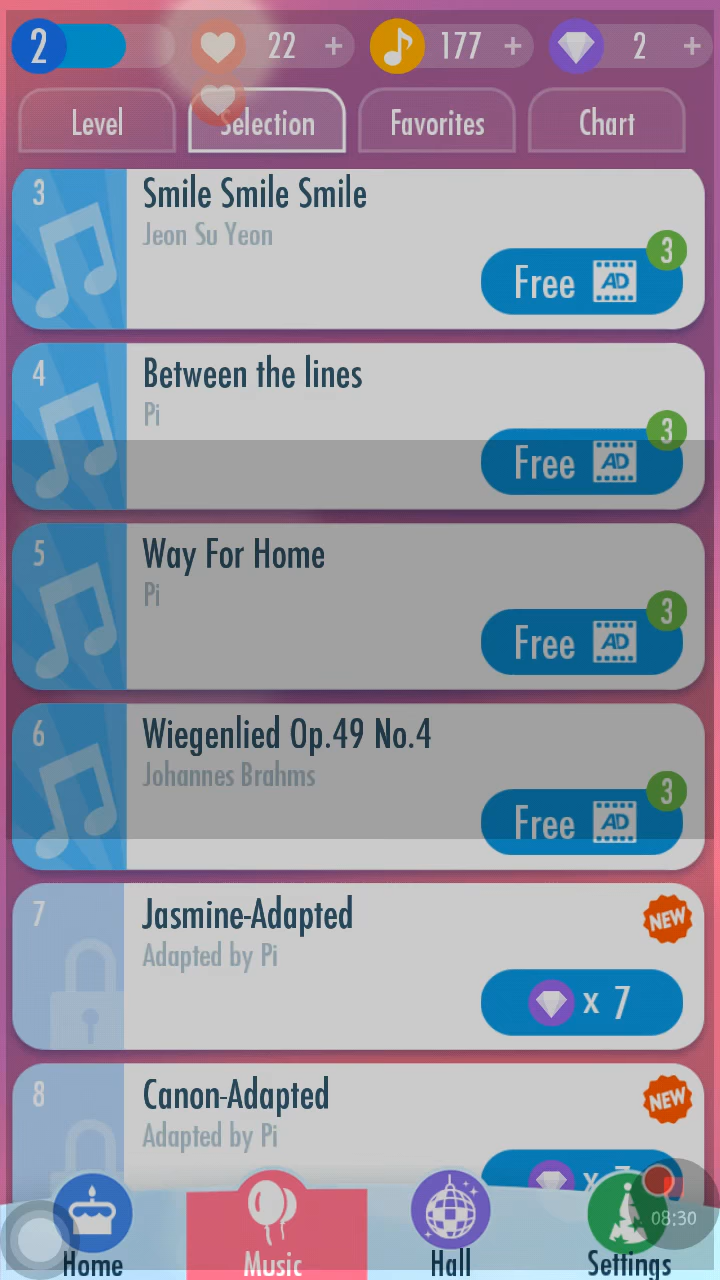 2 22 + 177 + 2 +
Level Selection Favorites Chart
3 Smile Smile Smile
Jeon Su Yeon
3
Free AD
4 Between the lines
Pi
3
Free AD
5 Way For Home
Pi
3
Free AD
6 Wiegenlied Op.49 No.4
Johannes Brahms
3
Free AD
7 Jasmine-Adapted NEW
Adapted by Pi
x 7
8 Canon-Adapted NEW
Adapted by Pi
x
08:30
Home Music Hall Settings